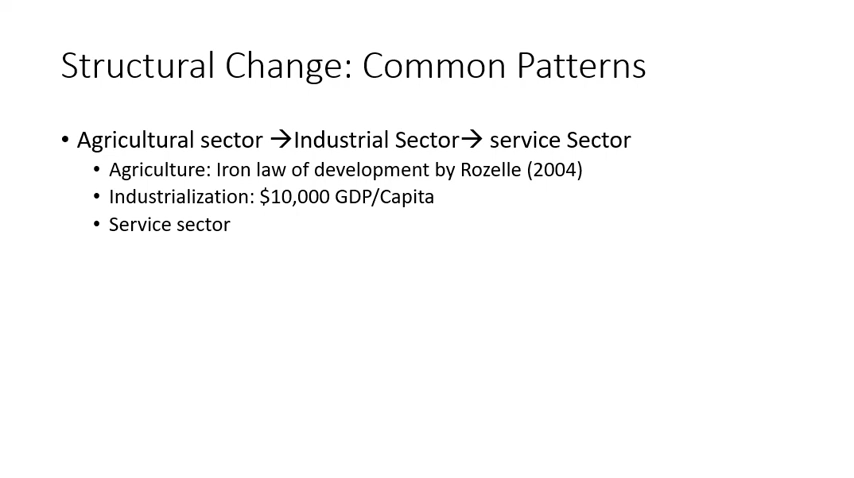 Structural Change: Common Patterns
• Agricultural sector →Industrial Sector→ service Sector
• Agriculture: Iron law of development by Rozelle (2004)
• Industrialization: $10,000 GDP/Capita
• Service sector